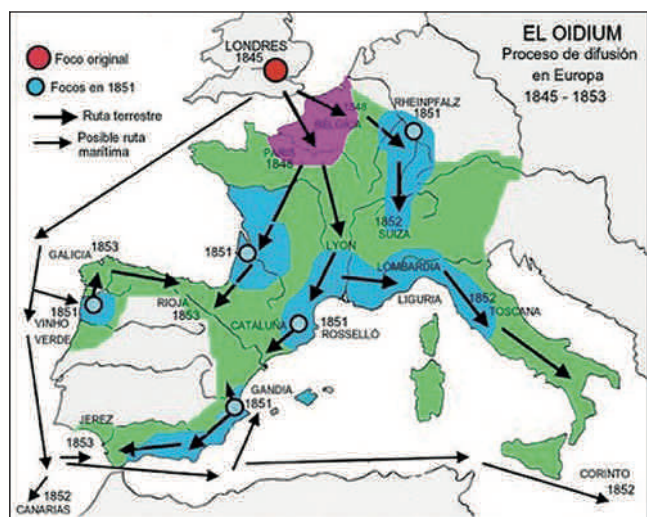 EL OIDIUM
Proceso de difusión
en Europa
1845 - 1853
Foco original
Focos en 1851
Ruta terrestre
Posible ruta
marítima
LONDRES
1845
1848
BELGICA
RHEINPFALZ
1851
PARIS
1848
1852
SUIZA
1851
LYON
LOMBARDIA
LIGURIA
1852
TOSCANA
GALICIA
1853
1851
VINHO
VERDE
RIOJA
1853
CATALUÑA
1851
ROSSELLÓ
GANDIA
1851
JEREZ
1853
1852
CANARIAS
CORINTO
1852